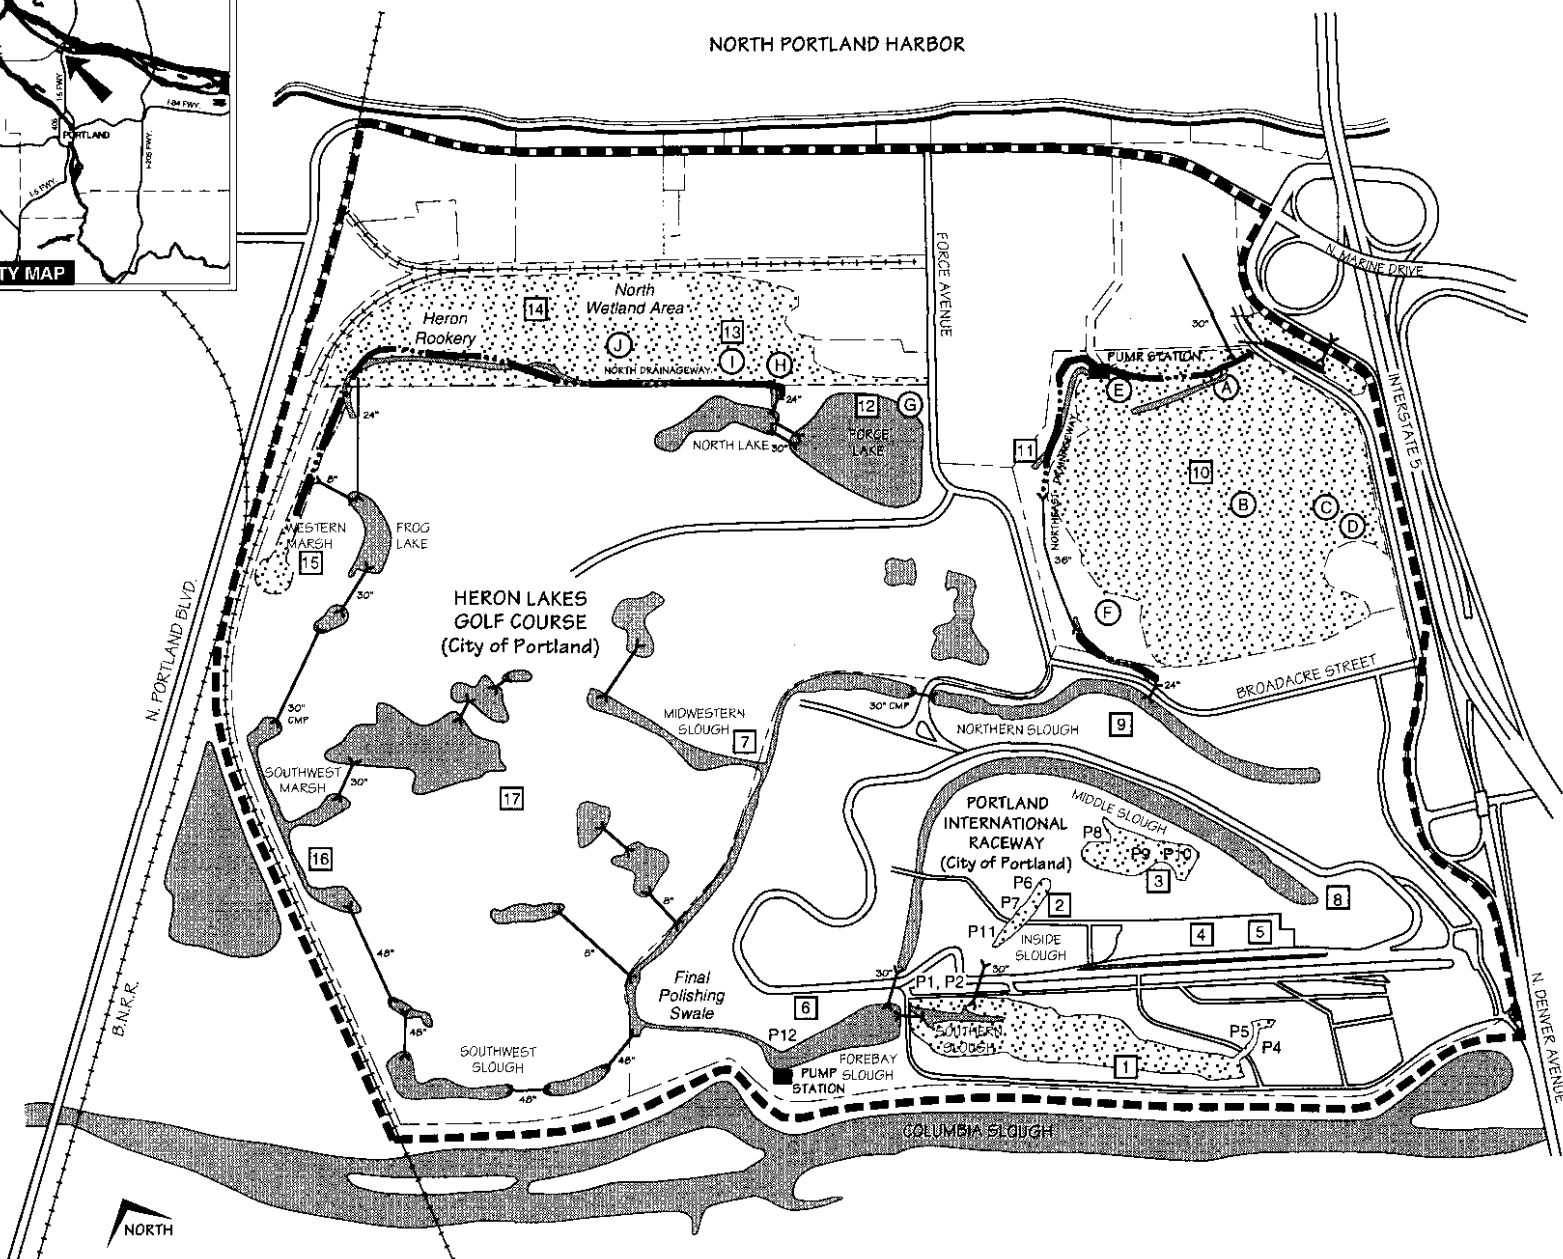 I-5 FWY
I-84 FWY.
405
PORTLAND
I-205 FWY.
I-5 FWY.
TY MAP
NORTH PORTLAND HARBOR
FORCE AVENUE
N. MARINE DRIVE
North
Wetland Area
14
Heron
Rookery
13
J
I
H
NORTH DRAINAGEWAY
30"
PUMP STATION
E
A
INTERSTATE 5
24"
24"
12
G
NORTH LAKE
30"
FORCE
LAKE
11
NORTHEAST DRAINAGEWAY
10
B
C
D
8"
WESTERN
MARSH
FROG
LAKE
15
36"
30"
F
HERON LAKES
GOLF COURSE
(City of Portland)
N. PORTLAND BLVD.
30"
CMP
24"
BROADACRE STREET
MIDWESTERN
SLOUGH
7
30" CMP
NORTHERN SLOUGH
9
SOUTHWEST
MARSH
30"
17
16
PORTLAND
INTERNATIONAL
RACEWAY
(City of Portland)
MIDDLE SLOUGH
P8
P9
P10
3
P6
P7
2
P11
8
8"
INSIDE
SLOUGH
4
5
48"
8"
30"
30"
P1, P2
Final
Polishing
Swale
6
B.N.R.R.
N. DENVER AVENUE
48"
P12
SOUTHERN
SLOUGH
P5
P4
SOUTHWEST
SLOUGH
48"
FOREBAY
SLOUGH
PUMP
STATION
1
48"
COLUMBIA SLOUGH
NORTH